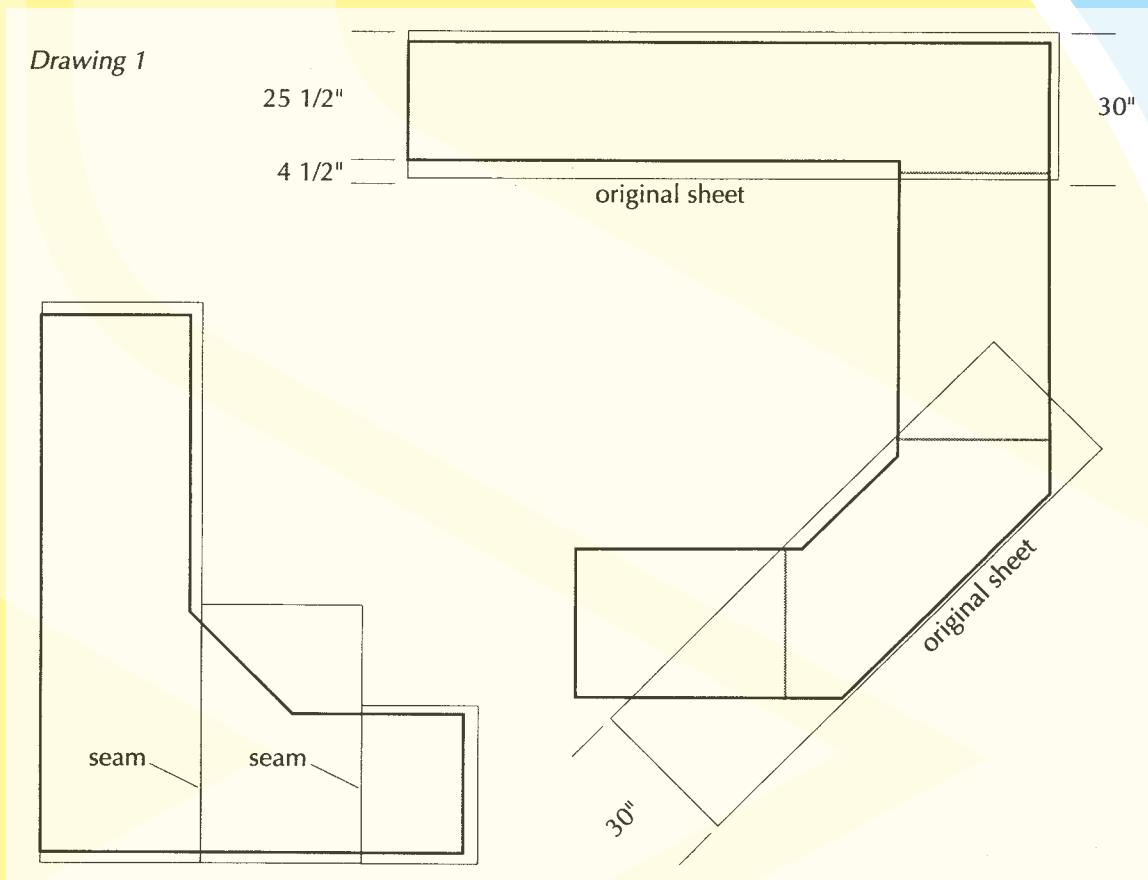 Drawing 1
25 1/2"
30"
4 1/2"
original sheet
original sheet
seam
seam
30"